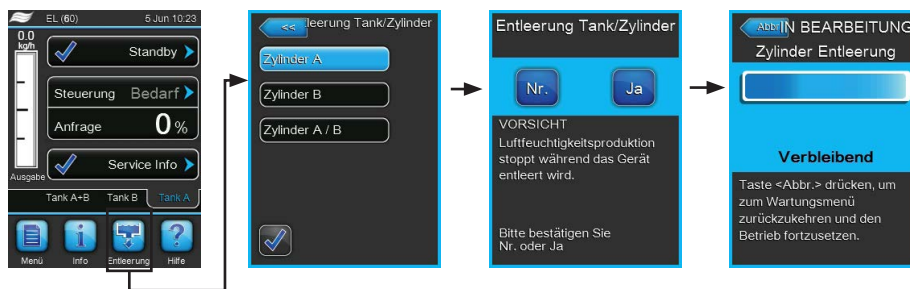 EL (60) 5 Jun 10:23
0.0
kg/h
Standby
Steuerung Bedarf
Anfrage 0 %
Service Info
Ausgabe
Tank A+B Tank B Tank A
Menü Info Entleerung Hilfe
<< leerung Tank/Zylinder
Zylinder A
Zylinder B
Zylinder A / B
Entleerung Tank/Zylinder
Nr. Ja
VORSICHT
Luftfeuchtigkeitsproduktion
stoppt während das Gerät
entleert wird.
Bitte bestätigen Sie
Nr. oder Ja
Abbr IN BEARBEITUNG
Zylinder Entleerung
Verbleibend
Taste <Abbr.> drücken, um
zum Wartungsmenü
zurückzukehren und den
Betrieb fortzusetzen.